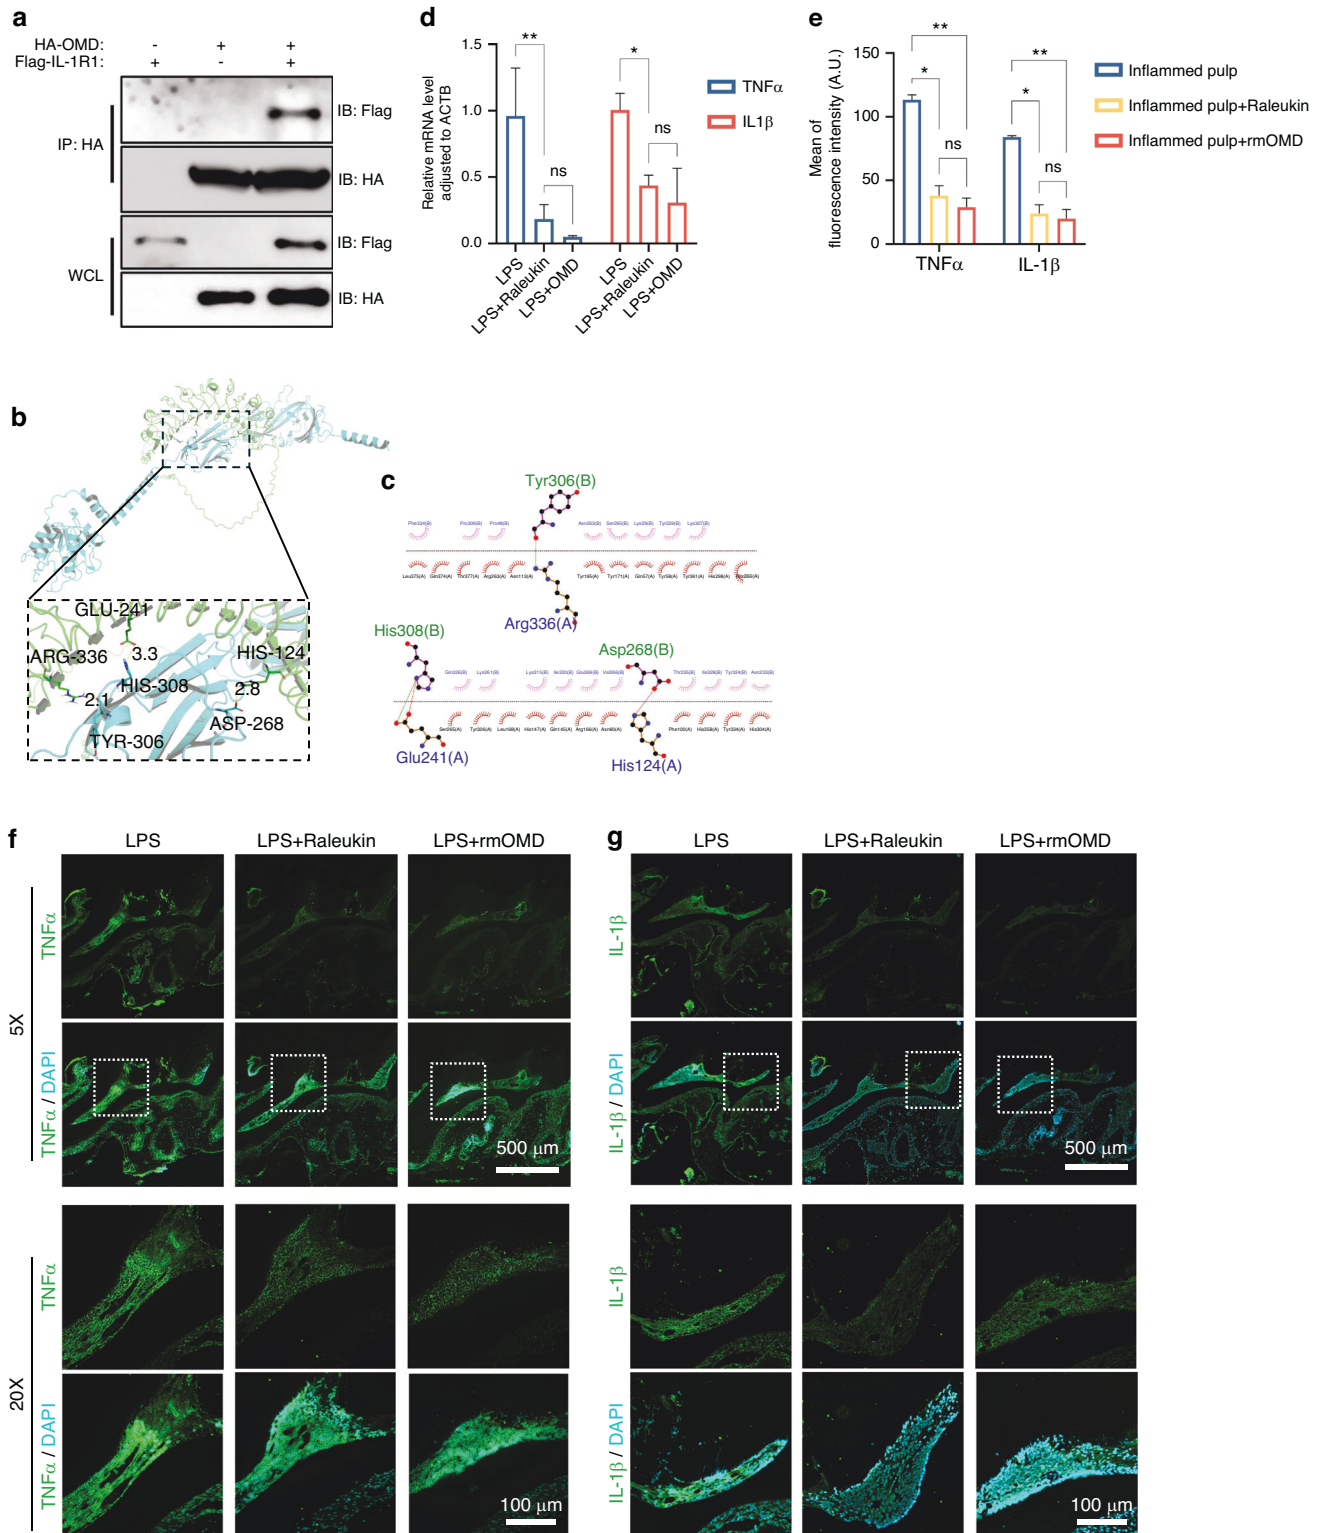 a
HA-OMD: - + +
Flag-IL-1R1: + - +
IP: HA
IB: Flag
IB: HA
WCL
IB: Flag
IB: HA
d
Relative mRNA level
adjusted to ACTB
1.5
1.0
0.5
0.0
**
ns
*
ns
TNFα
IL1β
LPS
LPS+Raleukin
LPS+OMD
LPS
LPS+Raleukin
LPS+OMD
e
Mean of
fluorescence intensity (A.U.)
150
100
50
0
**
*
ns
**
*
ns
TNFα
IL-1β
Inflammed pulp
Inflammed pulp+Raleukin
Inflammed pulp+rmOMD
b
GLU-241
ARG-336
3.3
HIS-124
HIS-308
2.8
2.1
ASP-268
TYR-306
c
Tyr306(B)
Arg336(A)
His308(B)
Asp268(B)
Glu241(A)
His124(A)
f
LPS
LPS+Raleukin
LPS+rmOMD
5X
TNFα
TNFα / DAPI
500 μm
20X
TNFα
TNFα / DAPI
100 μm
g
LPS
LPS+Raleukin
LPS+rmOMD
IL-1β
IL-1β / DAPI
500 μm
IL-1β
IL-1β / DAPI
100 μm